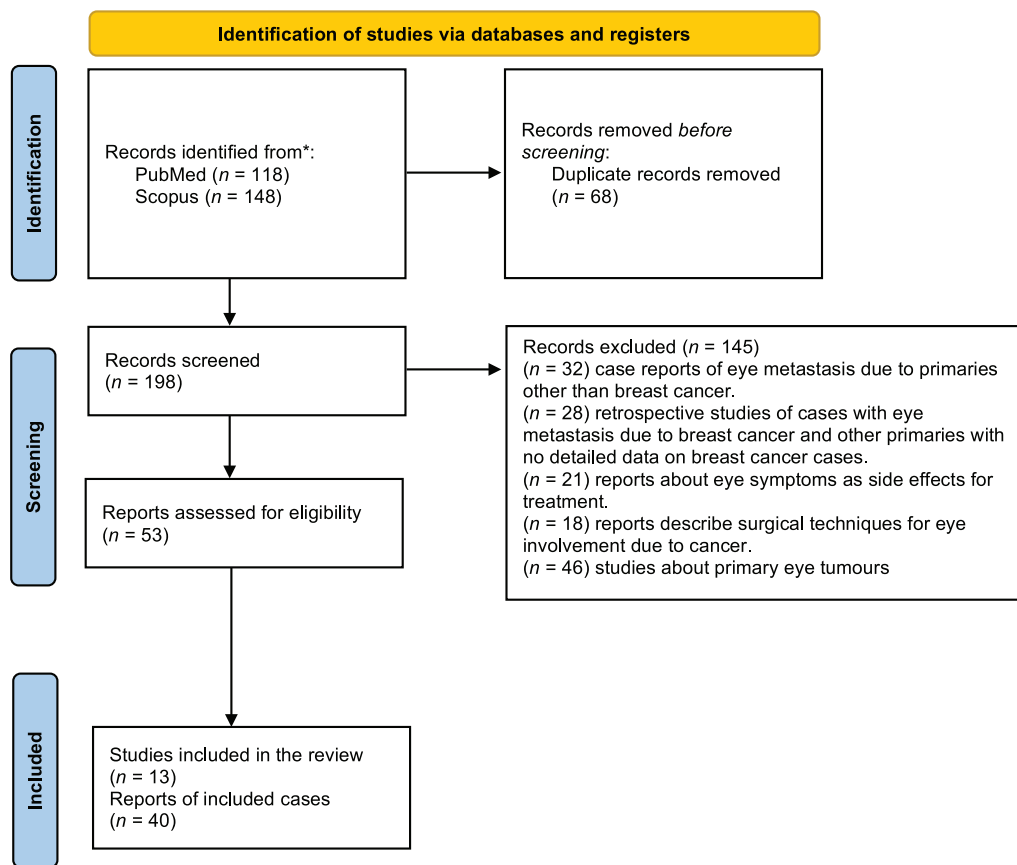 Identification of studies via databases and registers
Identification
Records identified from*:
PubMed (n = 118)
Scopus (n = 148)
Records removed before
screening:
Duplicate records removed
(n = 68)
Screening
Records screened
(n = 198)
Records excluded (n = 145)
(n = 32) case reports of eye metastasis due to primaries
other than breast cancer.
(n = 28) retrospective studies of cases with eye
metastasis due to breast cancer and other primaries with
no detailed data on breast cancer cases.
(n = 21) reports about eye symptoms as side effects for
treatment.
(n = 18) reports describe surgical techniques for eye
involvement due to cancer.
(n = 46) studies about primary eye tumours
Reports assessed for eligibility
(n = 53)
Included
Studies included in the review
(n = 13)
Reports of included cases
(n = 40)